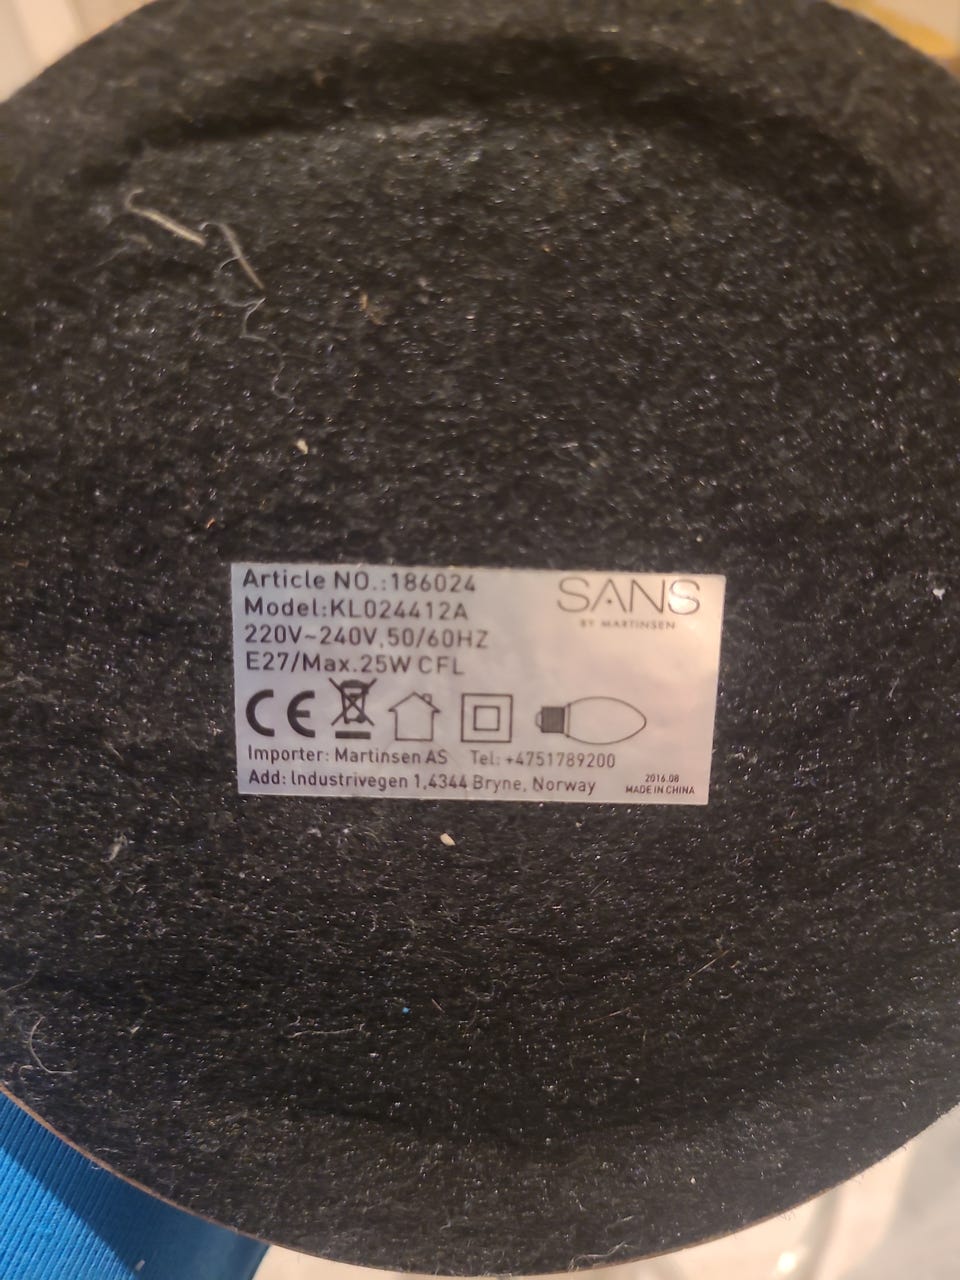 Article NO.:186024
SANS
BY MARTINSEN
Model:KL024412A
220V~240V,50/60HZ
E27/Max.25W CFL
CE
Importer: Martinsen AS Tel: +4751789200
Add: Industrivegen 1,4344 Bryne, Norway
2016.08
MADE IN CHINA